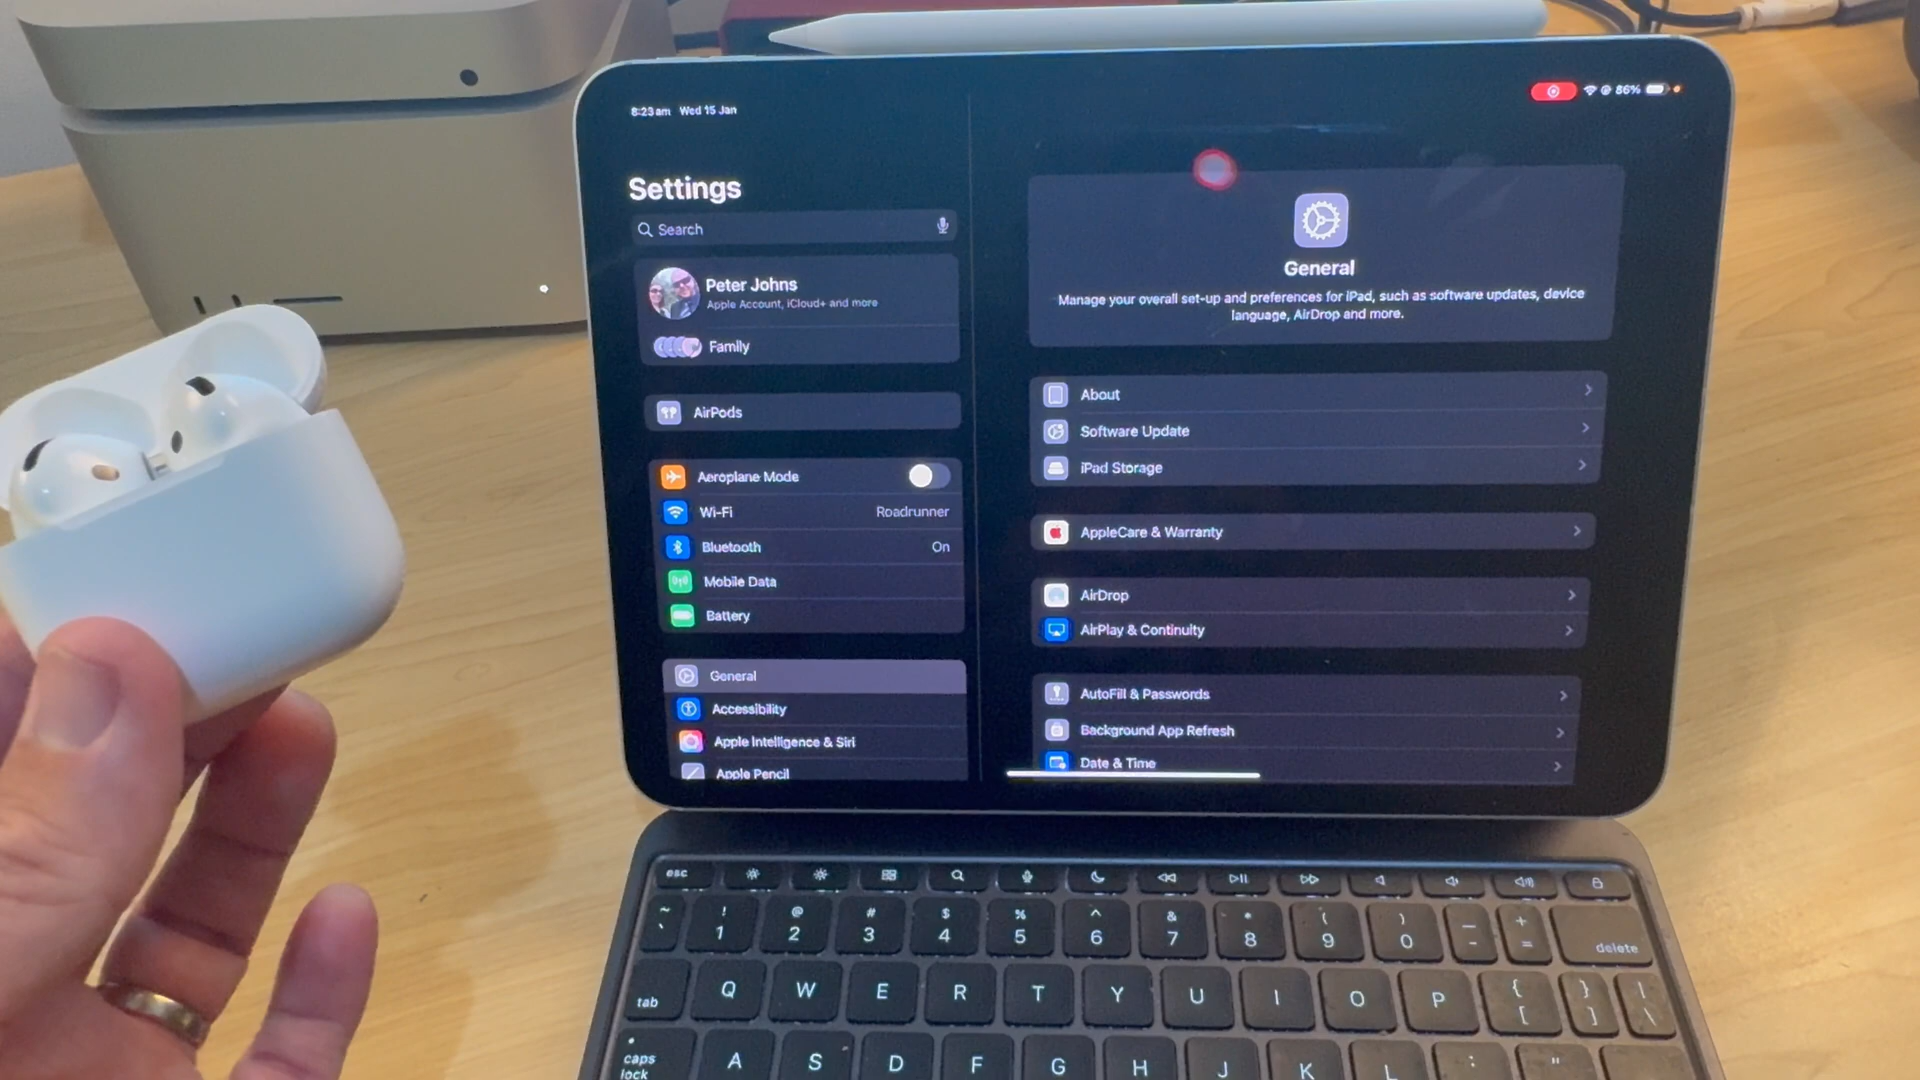 8:23am Wed 15 Jan
86%
Settings
Search
Peter Johns
Apple Account, iCloud+ and more
Family
AirPods
Aeroplane Mode
Wi-Fi Roadrunner
Bluetooth On
Mobile Data
Battery
General
Accessibility
Apple Intelligence & Siri
Apple Pencil
General
Manage your overall set-up and preferences for iPad, such as software updates, device
language, AirDrop and more.
About
Software Update
iPad Storage
AppleCare & Warranty
AirDrop
AirPlay & Continuity
AutoFill & Passwords
Background App Refresh
Date & Time
esc
~ ! @ # $ % ^ & * ( ) _ +
` 1 2 3 4 5 6 7 8 9 0 - = delete
tab Q W E R T Y U I O P { [ } ] | \
caps lock A S D F G H J K L : "